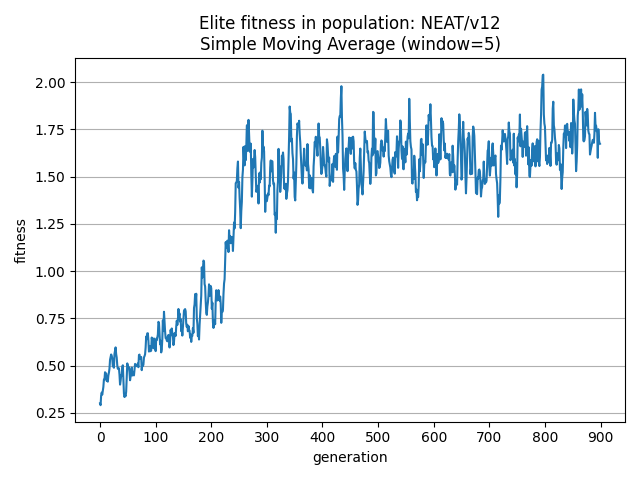 Elite fitness in population: NEAT/v12
Simple Moving Average (window=5)
2.00
1.75
1.50
1.25
1.00
0.75
0.50
0.25
fitness
0 100 200 300 400 500 600 700 800 900
generation